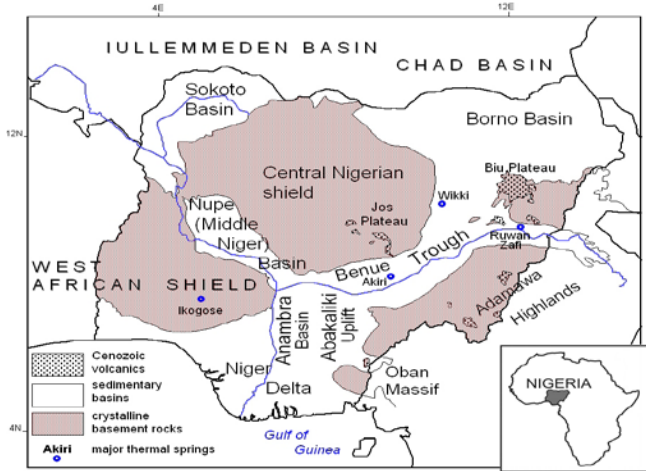 4E
12E
IULLEMMEDEN BASIN
CHAD BASIN
Sokoto
Basin
12N
Borno Basin
Central Nigerian
shield
Biu Plateau
Wikki
Jos
Plateau
Nupe
(Middle
Niger)
Basin
Ruwan
Zafi
Benue Trough
Akiri
WEST
AFRICAN SHIELD
Ikogose
Adamawa
Highlands
Anambra
Basin
Abakaliki
Uplift
Niger
Delta
Oban
Massif
Cenozoic
volcanics
sedimentary
basins
crystalline
basement rocks
Akiri major thermal springs
4N
Gulf of
Guinea
NIGERIA